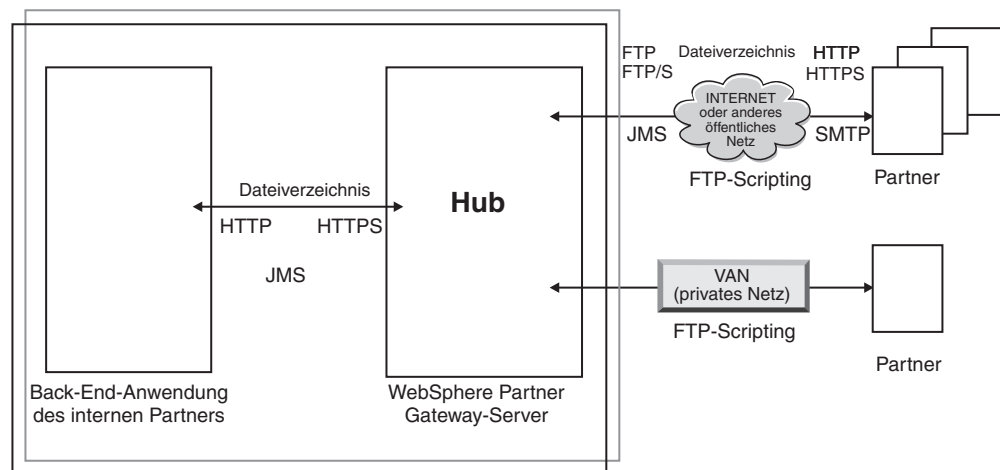 FTP
FTP/S
Dateiverzeichnis
HTTP
HTTPS
INTERNET
oder anderes
öffentliches
Netz
JMS
SMTP
FTP-Scripting
Partner
Dateiverzeichnis
HTTP
HTTPS
JMS
Hub
VAN
(privates Netz)
FTP-Scripting
Partner
Back-End-Anwendung
des internen Partners
WebSphere Partner
Gateway-Server